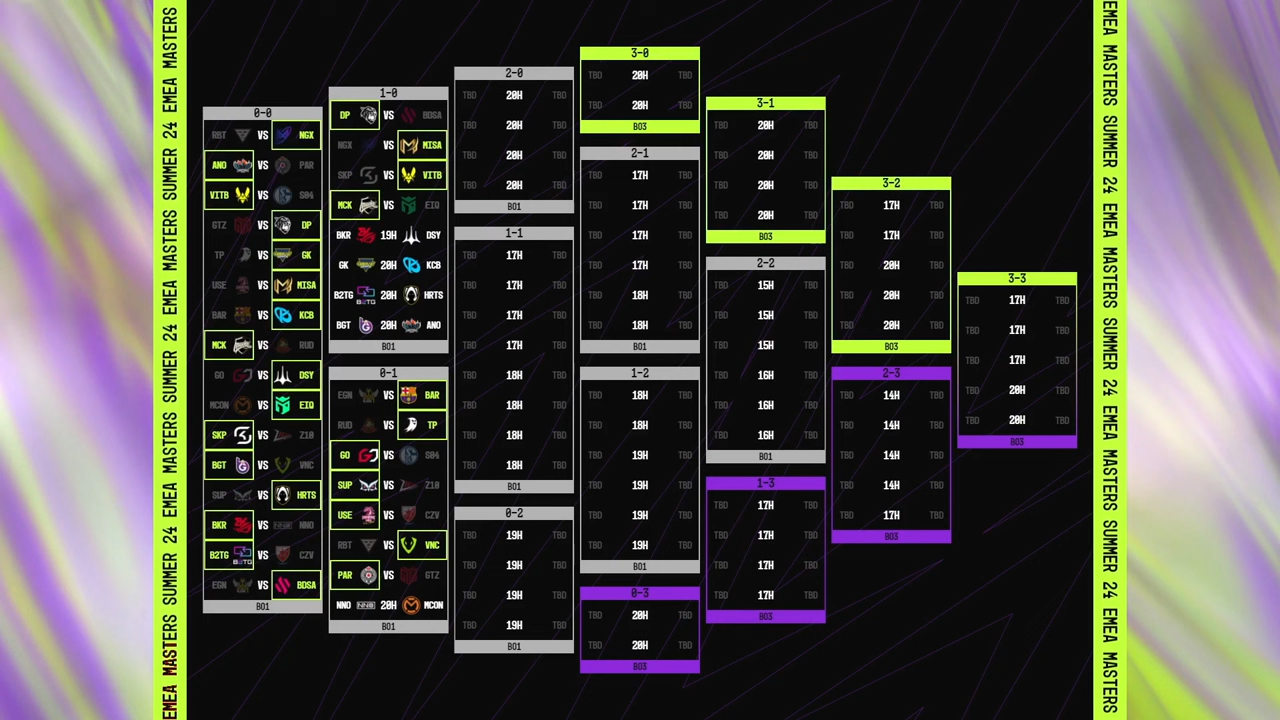 EMEA MASTERS SUMMER 24 EMEA MASTERS SUMMER 24 EMEA MASTERS SUMMER 24 EMEA MASTERS
0-0
RBT VS NGX
ANO VS PAR
VITB VS S04
GTZ VS DP
TP VS GK
USE VS MISA
BAR VS KCB
MCK VS RUD
GO VS DSY
MCON VS EIQ
SKP VS Z10
BGT VS VNC
SUP VS HRTS
BKR VS NNO
B2TG VS CZV
EGN VS BDSA
BO1
1-0
DP VS BDSA
NGX VS MISA
SKP VS VITB
MCK VS EIQ
BKR 19H DSY
GK 20H KCB
B2TG B2TG 20H HRTS
BGT 20H ANO
BO1
0-1
EGN VS BAR
RUD VS TP
GO VS S04
SUP VS Z10
USE VS CZV
RBT VS VNC
PAR VS GTZ
NNO NNO 20H MCON
BO1
2-0
TBD 20H TBD
TBD 20H TBD
TBD 20H TBD
TBD 20H TBD
BO1
1-1
TBD 17H TBD
TBD 17H TBD
TBD 17H TBD
TBD 17H TBD
TBD 18H TBD
TBD 18H TBD
TBD 18H TBD
TBD 18H TBD
BO1
0-2
TBD 19H TBD
TBD 19H TBD
TBD 19H TBD
TBD 19H TBD
BO1
3-0
TBD 20H TBD
TBD 20H TBD
BO3
2-1
TBD 17H TBD
TBD 17H TBD
TBD 17H TBD
TBD 17H TBD
TBD 18H TBD
TBD 18H TBD
BO1
1-2
TBD 18H TBD
TBD 18H TBD
TBD 19H TBD
TBD 19H TBD
TBD 19H TBD
TBD 19H TBD
BO1
0-3
TBD 20H TBD
TBD 20H TBD
BO3
3-1
TBD 20H TBD
TBD 20H TBD
TBD 20H TBD
TBD 20H TBD
BO3
2-2
TBD 15H TBD
TBD 15H TBD
TBD 15H TBD
TBD 16H TBD
TBD 16H TBD
TBD 16H TBD
BO1
1-3
TBD 17H TBD
TBD 17H TBD
TBD 17H TBD
TBD 17H TBD
BO3
3-2
TBD 17H TBD
TBD 17H TBD
TBD 20H TBD
TBD 20H TBD
TBD 20H TBD
BO3
2-3
TBD 14H TBD
TBD 14H TBD
TBD 14H TBD
TBD 14H TBD
TBD 17H TBD
BO3
3-3
TBD 17H TBD
TBD 17H TBD
TBD 17H TBD
TBD 20H TBD
TBD 20H TBD
BO3
EMEA MASTERS SUMMER 24 EMEA MASTERS SUMMER 24 EMEA MASTERS SUMMER 24 EMEA MASTERS